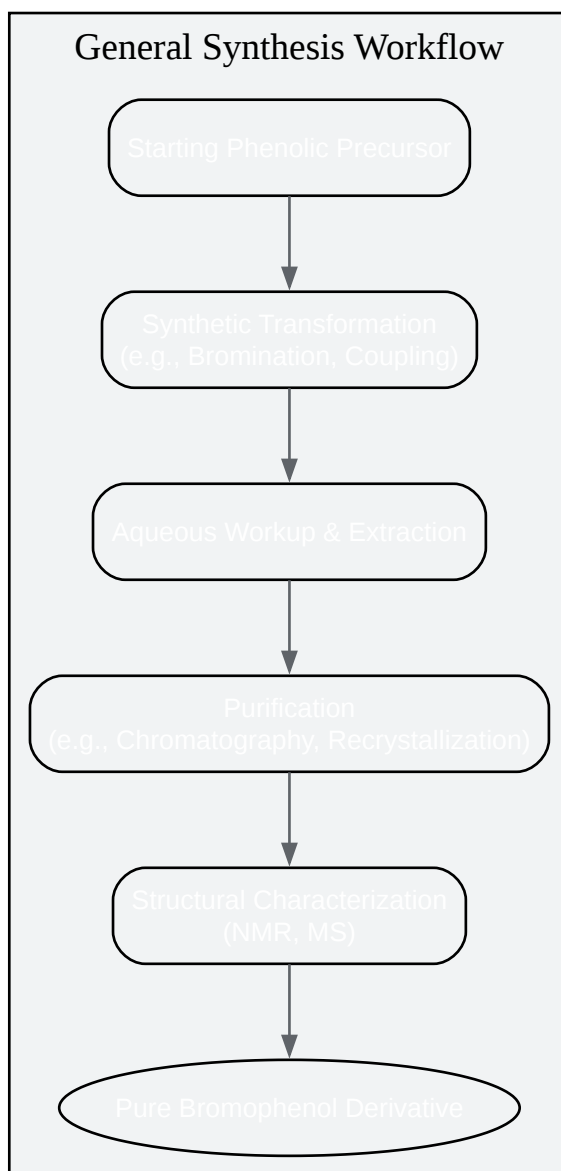 General Synthesis Workflow
Starting Phenolic Precursor
Synthetic Transformation
(e.g., Bromination, Coupling)
Aqueous Workup & Extraction
Purification
(e.g., Chromatography, Recrystallization)
Structural Characterization
(NMR, MS)
Pure Bromophenol Derivative